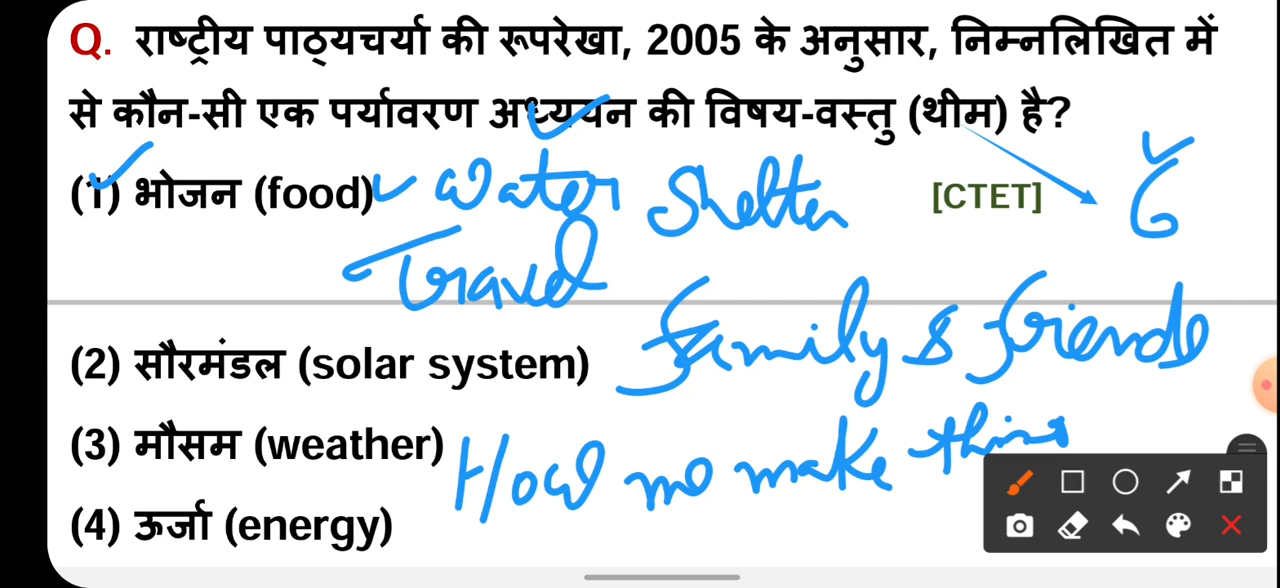 Q. राष्ट्रीय पाठ्यचर्या की रूपरेखा, 2005 के अनुसार, निम्नलिखित में
से कौन-सी एक पर्यावरण अध्ययन की विषय-वस्तु (थीम) है?
(1) भोजन (food) Water Shelter [CTET] 6
Travel
Family & friends
(2) सौरमंडल (solar system)
(3) मौसम (weather) How we make things
(4) ऊर्जा (energy)